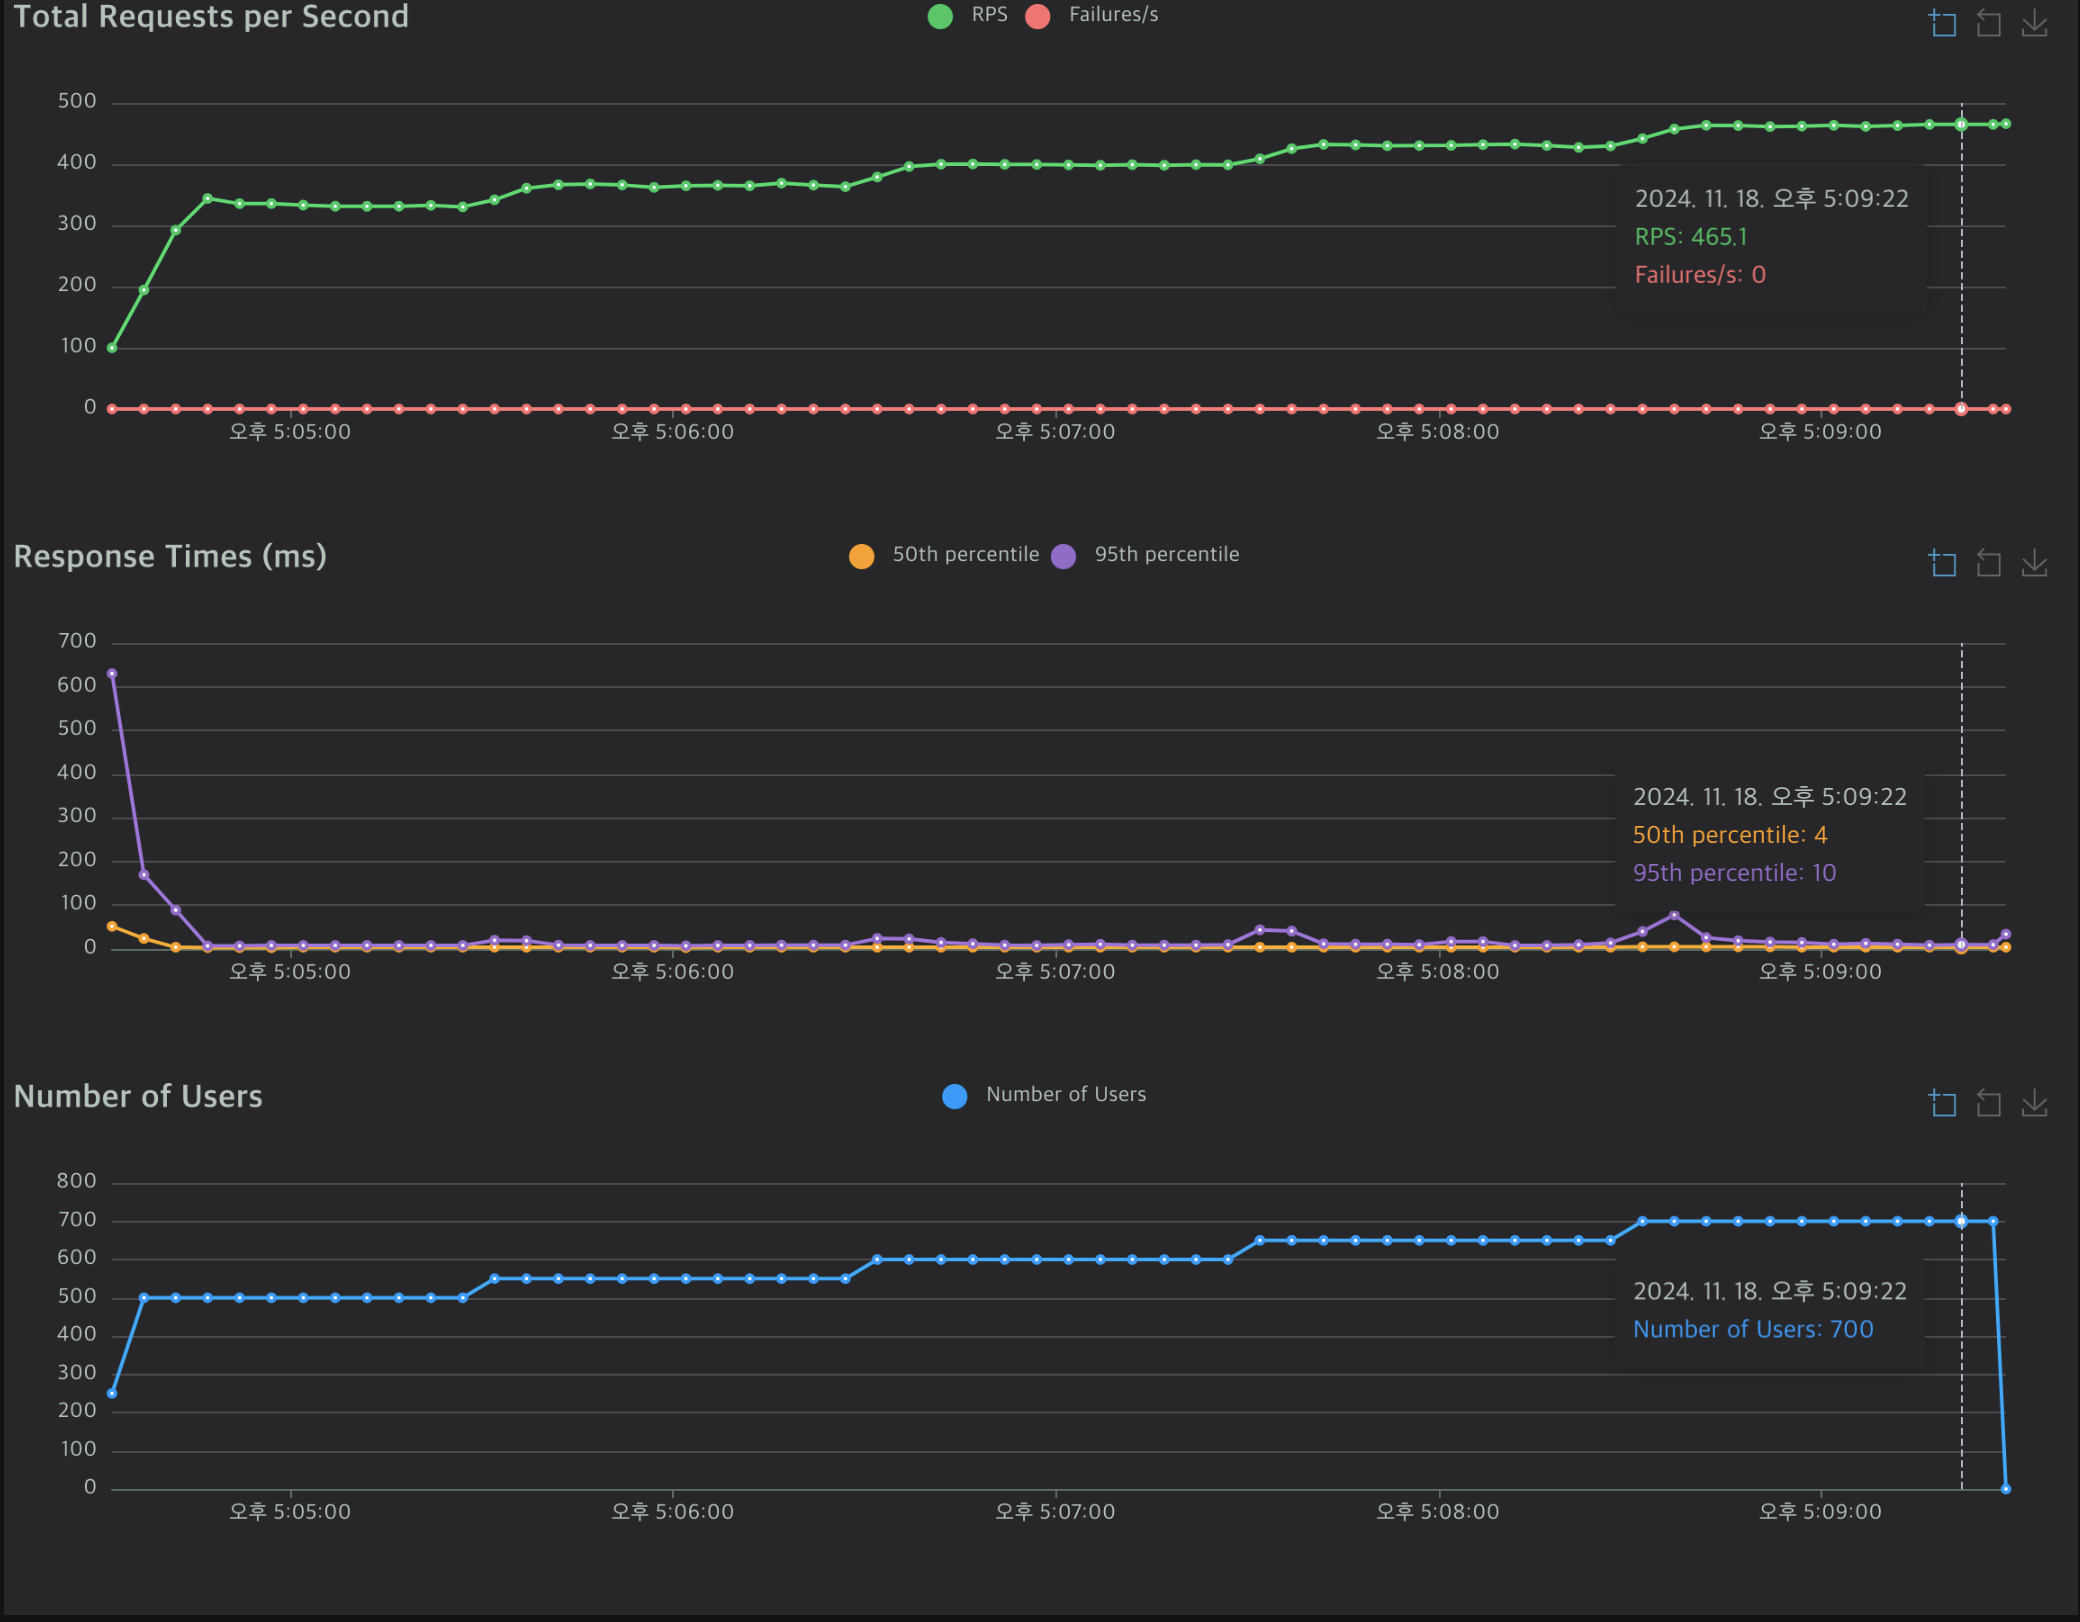 Total Requests per Second
RPS
Failures/s
500
400
300
200
100
0
오후 5:05:00
오후 5:06:00
오후 5:07:00
오후 5:08:00
오후 5:09:00
2024. 11. 18. 오후 5:09:22
RPS: 465.1
Failures/s: 0
Response Times (ms)
50th percentile
95th percentile
700
600
500
400
300
200
100
0
오후 5:05:00
오후 5:06:00
오후 5:07:00
오후 5:08:00
오후 5:09:00
2024. 11. 18. 오후 5:09:22
50th percentile: 4
95th percentile: 10
Number of Users
Number of Users
800
700
600
500
400
300
200
100
0
오후 5:05:00
오후 5:06:00
오후 5:07:00
오후 5:08:00
오후 5:09:00
2024. 11. 18. 오후 5:09:22
Number of Users: 700